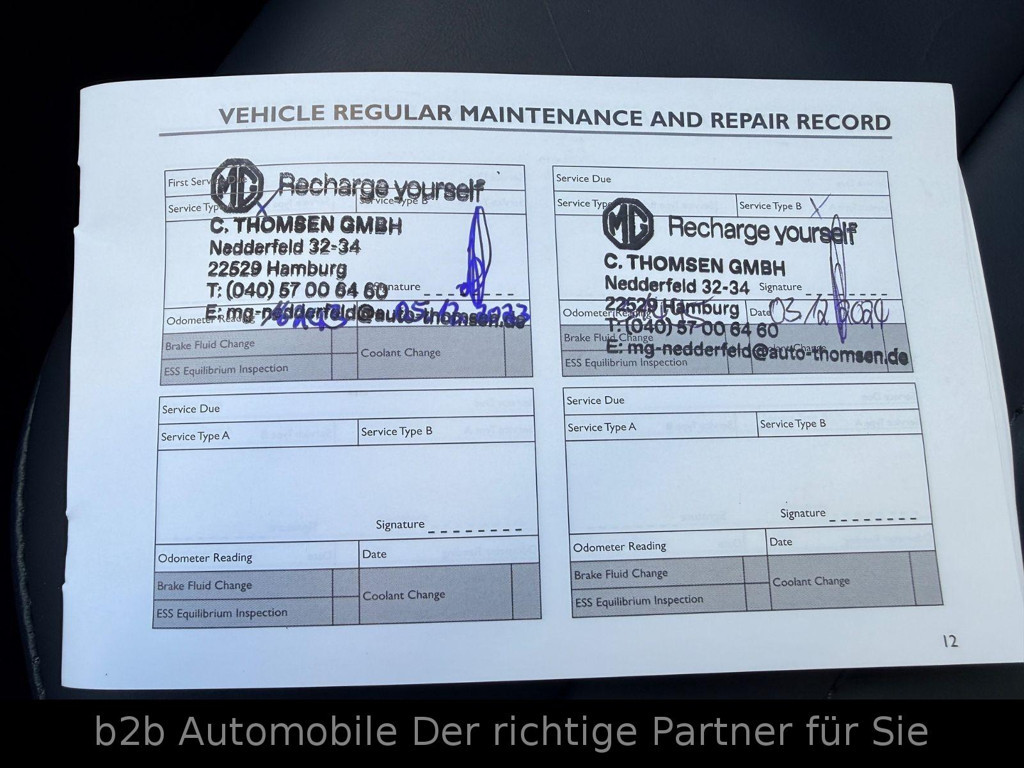 VEHICLE REGULAR MAINTENANCE AND REPAIR RECORD
First
Service
MG Recharge yourself
Service Type B
C. THOMSEN GMBH
Nedderfeld 32-34
22529 Hamburg
T: (040) 57 00 64 60
Signature
E: mg-nedderfeld@auto-thomsen.de
Odometer Reading
Brake Fluid Change
Coolant Change
ESS Equilibrium Inspection
Service Due
Service Type
Service Type B X
MG Recharge yourself
C. THOMSEN GMBH
Nedderfeld 32-34
Signature
22529 Hamburg
Odometer Reading
Date 03/12/2024
T: (040) 57 00 64 60
Brake Fluid Change
E: mg-nedderfeld@auto-thomsen.de
ESS Equilibrium Inspection
Service Due
Service Type A
Service Type B
Signature
Odometer Reading
Date
Brake Fluid Change
Coolant Change
ESS Equilibrium Inspection
Service Due
Service Type A
Service Type B
Signature
Odometer Reading
Date
Brake Fluid Change
Coolant Change
ESS Equilibrium Inspection
12
b2b Automobile Der richtige Partner für Sie